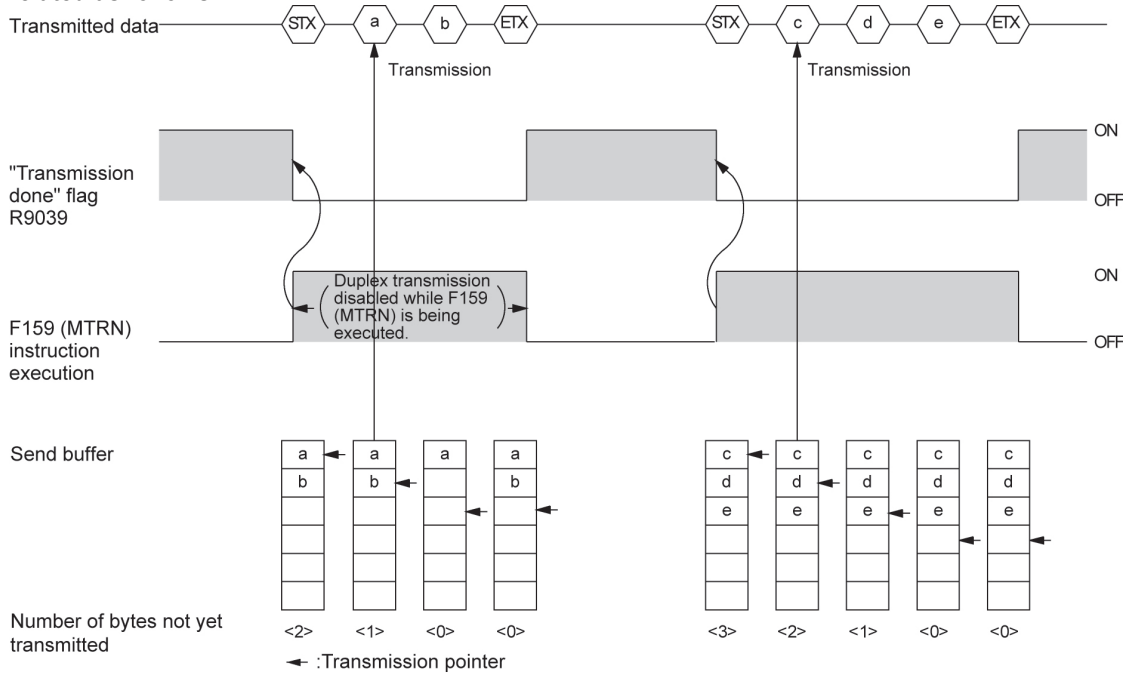 Transmitted data
STX a b ETX STX c d e ETX
Transmission Transmission
ON
"Transmission
done" flag
R9039
OFF
ON
Duplex transmission
disabled while F159
(MTRN) is being
executed.
F159 (MTRN)
instruction
execution
OFF
Send buffer
a a a a c c c c c
b b b d d d d d
e e e e e
Number of bytes not yet
transmitted
<2> <1> <0> <0> <3> <2> <1> <0> <0>
:Transmission pointer